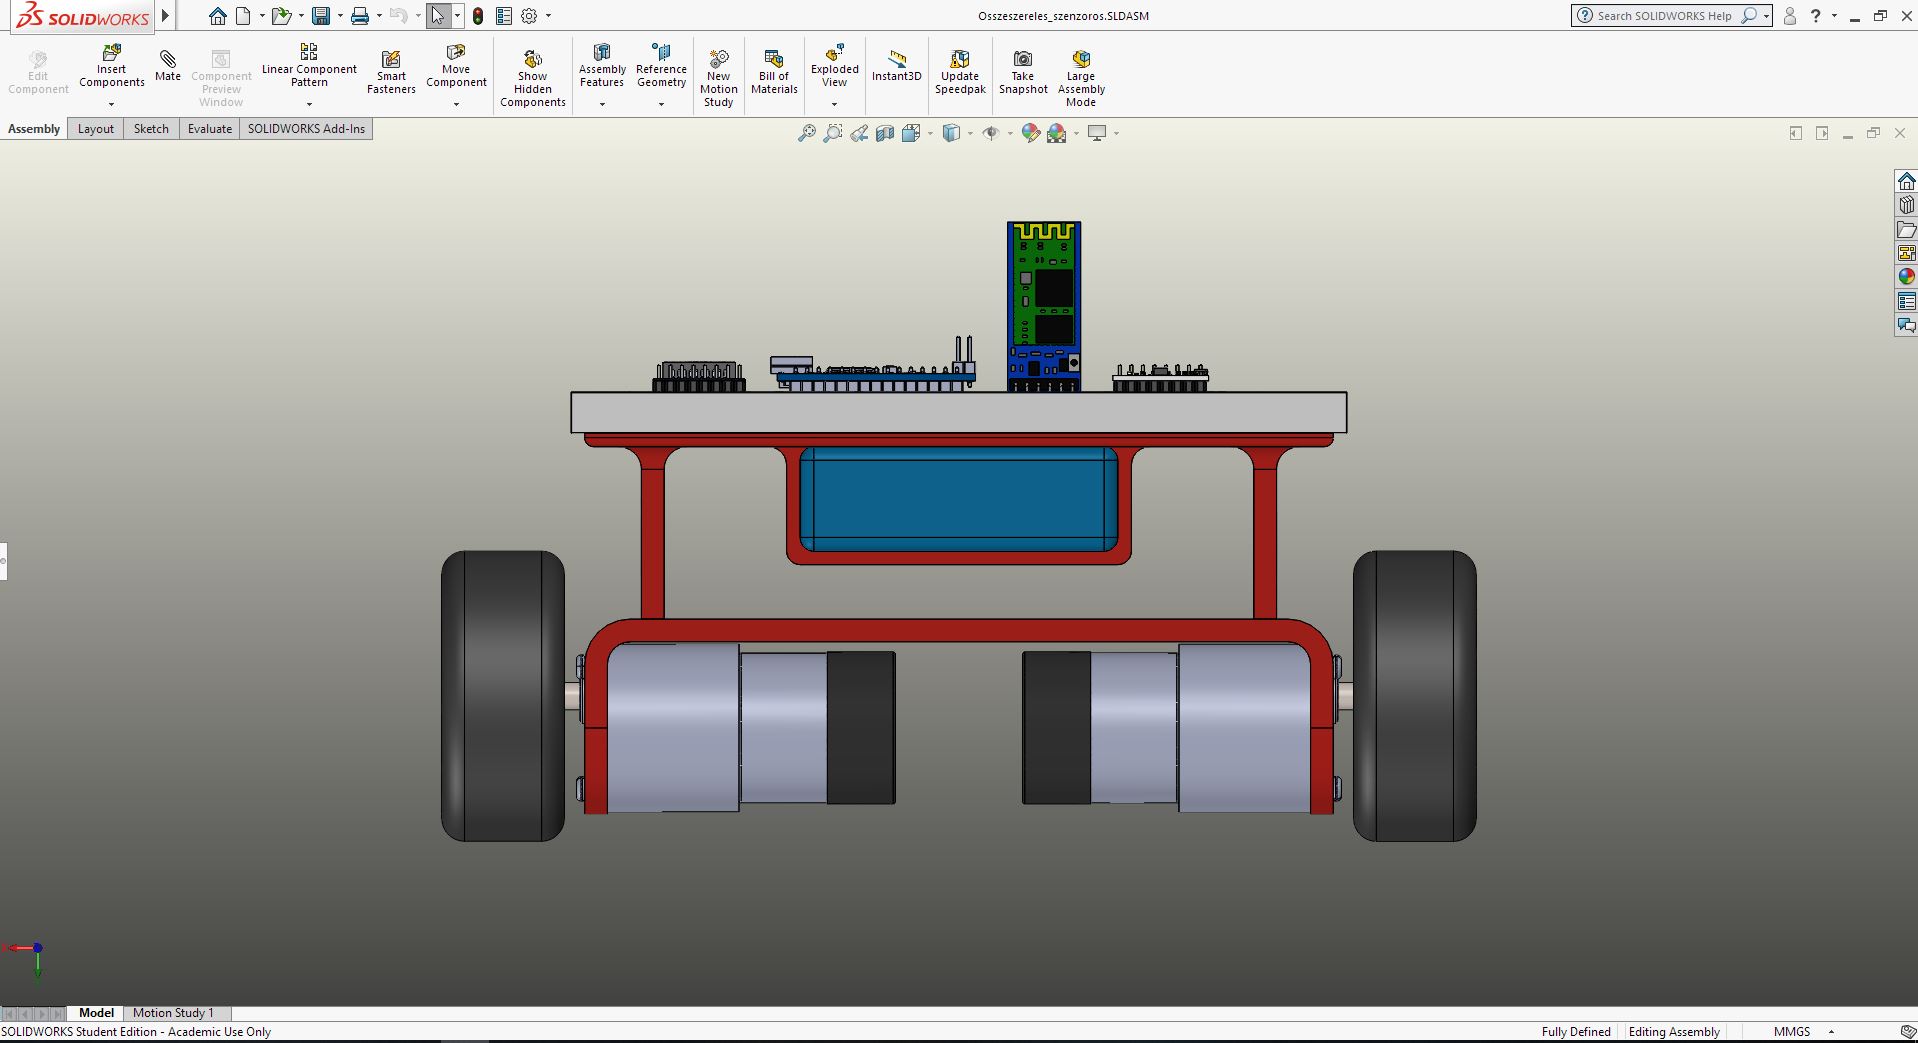 SOLIDWORKS
Osszeszereles_szenzoros.SLDASM
Search SOLIDWORKS Help
?
Edit
Component
Insert
Components
Mate
Component
Preview
Window
Linear Component
Pattern
Smart
Fasteners
Move
Component
Show
Hidden
Components
Assembly
Features
Reference
Geometry
New
Motion
Study
Bill of
Materials
Exploded
View
Instant3D
Update
Speedpak
Take
Snapshot
Large
Assembly
Mode
Assembly
Layout
Sketch
Evaluate
SOLIDWORKS Add-Ins
Model
Motion Study 1
SOLIDWORKS Student Edition - Academic Use Only
Fully Defined
Editing Assembly
MMGS